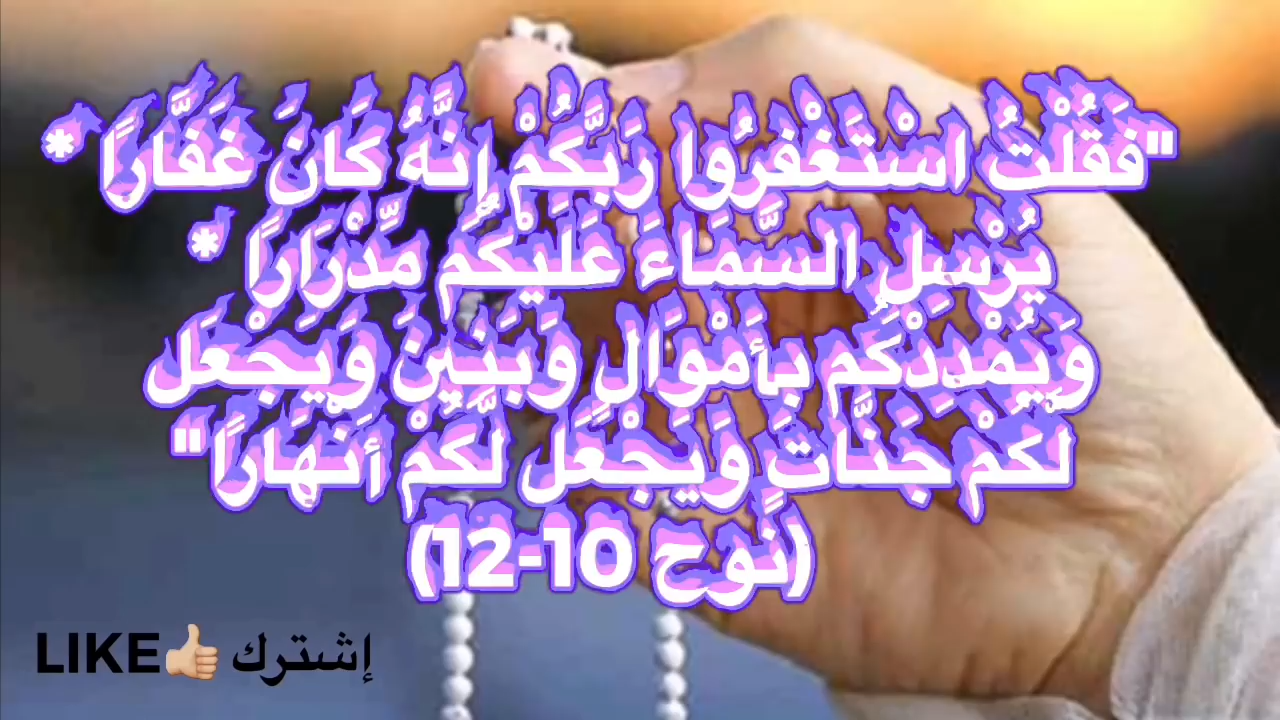 "فَقُلْتُ اسْتَغْفِرُوا رَبَّكُمْ إِنَّهُ كَانَ غَفَّارًا *
يُرْسِلِ السَّمَاءَ عَلَيْكُم مِّدْرَارًا *
وَيُمْدِدْكُم بِأَمْوَالٍ وَبَنِينَ وَيَجْعَل
لَّكُمْ جَنَّاتٍ وَيَجْعَل لَّكُمْ أَنْهَارًا"
(نوح 10-12)
LIKE👍🏼 إشترك